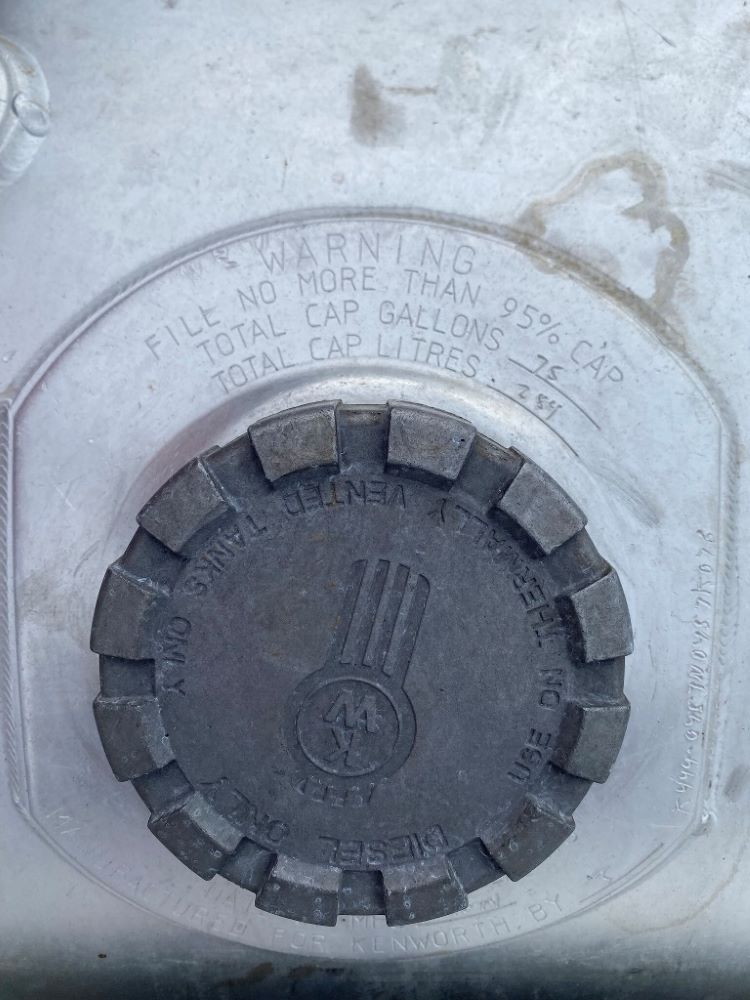 WARNING
FILL NO MORE THAN 95% CAP
TOTAL CAP GALLONS 75
TOTAL CAP LITRES 284
USE ON THERMALLY VENTED TANKS ONLY
DIESEL ONLY
KW
MANUFACTURED FOR KENWORTH BY